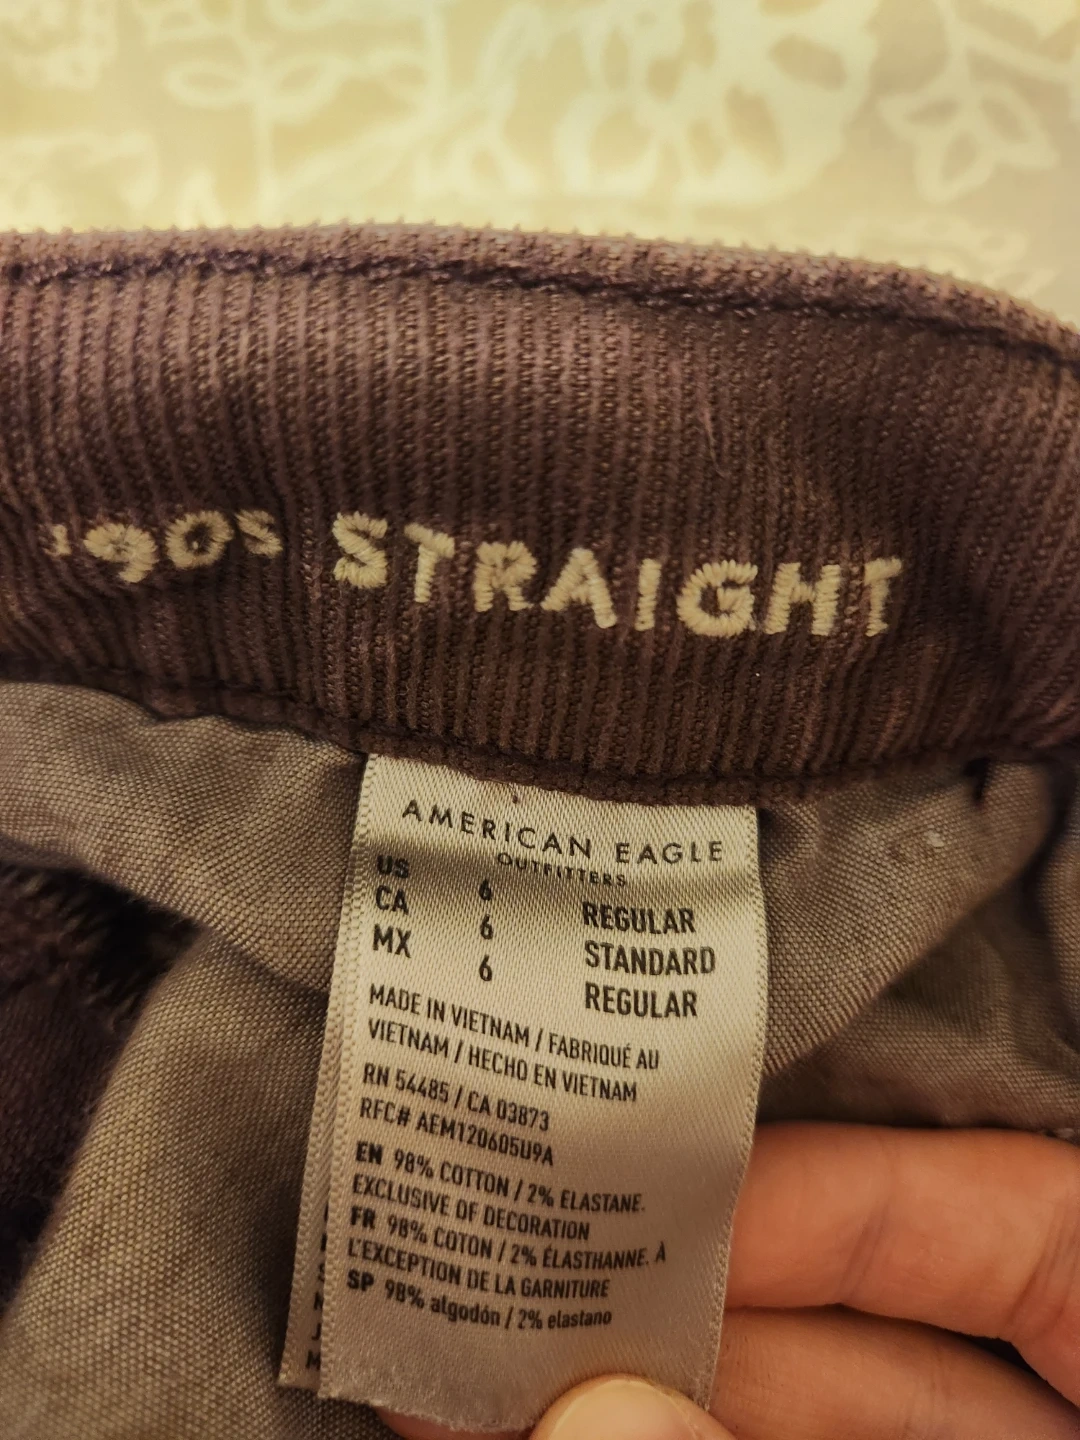 '90s STRAIGHT
AMERICAN EAGLE
OUTFITTERS
US 6 REGULAR
CA 6 STANDARD
MX 6 REGULAR
MADE IN VIETNAM / FABRIQUÉ AU
VIETNAM / HECHO EN VIETNAM
RN 54485 / CA 03873
RFC# AEM120605U9A
EN 98% COTTON / 2% ELASTANE.
EXCLUSIVE OF DECORATION
FR 98% COTON / 2% ÉLASTHANNE. À
L'EXCEPTION DE LA GARNITURE
SP 98% algodón / 2% elastano